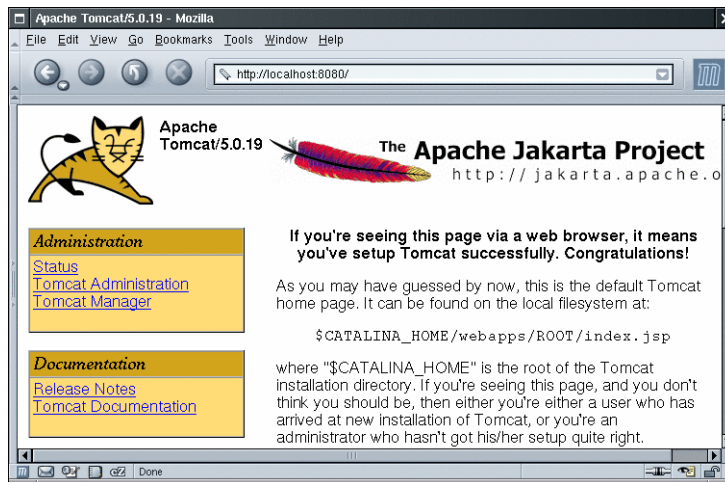 Apache Tomcat/5.0.19 - Mozilla
File Edit View Go Bookmarks Tools Window Help
http://localhost:8080/
Apache
Tomcat/5.0.19
The Apache Jakarta Project
http://jakarta.apache.o
Administration
Status
Tomcat Administration
Tomcat Manager
Documentation
Release Notes
Tomcat Documentation
If you're seeing this page via a web browser, it means
you've setup Tomcat successfully. Congratulations!
As you may have guessed by now, this is the default Tomcat
home page. It can be found on the local filesystem at:
$CATALINA_HOME/webapps/ROOT/index.jsp
where "$CATALINA_HOME" is the root of the Tomcat
installation directory. If you're seeing this page, and you don't
think you should be, then either you're either a user who has
arrived at new installation of Tomcat, or you're an
administrator who hasn't got his/her setup quite right.
Done